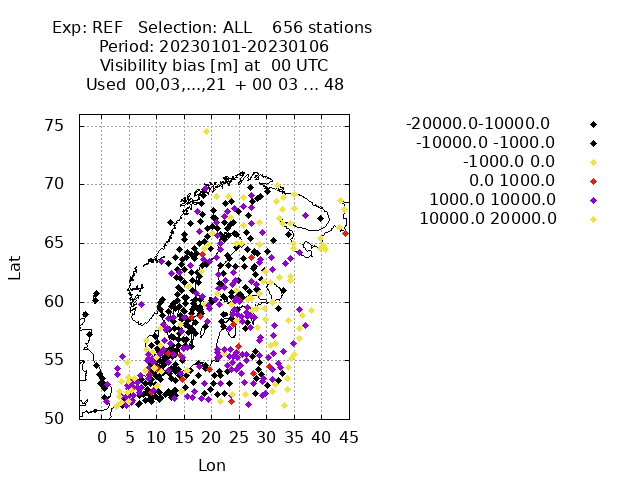 Exp: REF   Selection: ALL    656 stations
Period: 20230101-20230106
Visibility bias [m] at  00 UTC
Used  00,03,...,21  + 00 03 ... 48
-20000.0-10000.0
-10000.0 -1000.0
-1000.0 0.0
0.0 1000.0
1000.0 10000.0
10000.0 20000.0
75
70
65
60
55
50
Lat
0 5 10 15 20 25 30 35 40 45
Lon